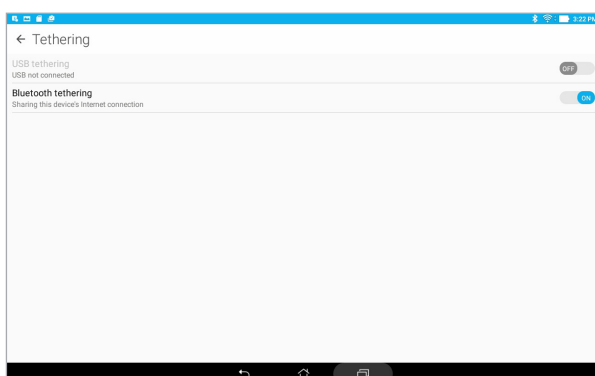 3:22 PM
Tethering
USB tethering
USB not connected
OFF
Bluetooth tethering
Sharing this device's Internet connection
ON